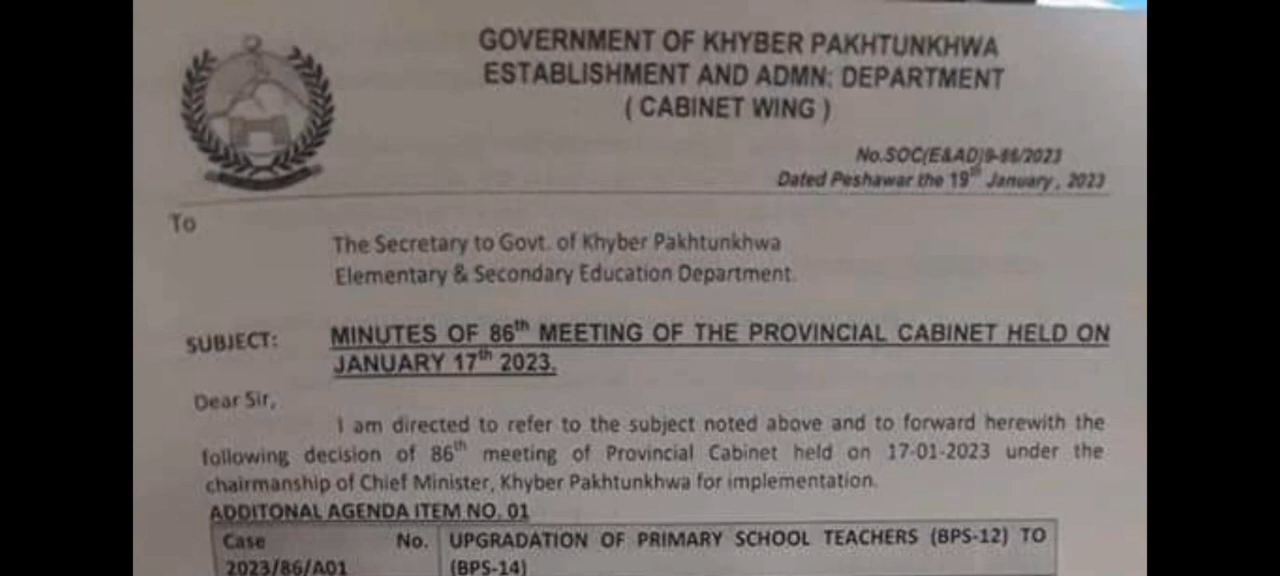 GOVERNMENT OF KHYBER PAKHTUNKHWA
ESTABLISHMENT AND ADMN: DEPARTMENT
( CABINET WING )
No.SOC(E&AD)9-86/2023
Dated Peshawar the 19th January, 2023
To
The Secretary to Govt. of Khyber Pakhtunkhwa
Elementary & Secondary Education Department.
SUBJECT: MINUTES OF 86th MEETING OF THE PROVINCIAL CABINET HELD ON
JANUARY 17th 2023.
Dear Sir,
I am directed to refer to the subject noted above and to forward herewith the
following decision of 86th meeting of Provincial Cabinet held on 17-01-2023 under the
chairmanship of Chief Minister, Khyber Pakhtunkhwa for implementation.
ADDITONAL AGENDA ITEM NO. 01
Case No. UPGRADATION OF PRIMARY SCHOOL TEACHERS (BPS-12) TO
2023/86/A01 (BPS-14)